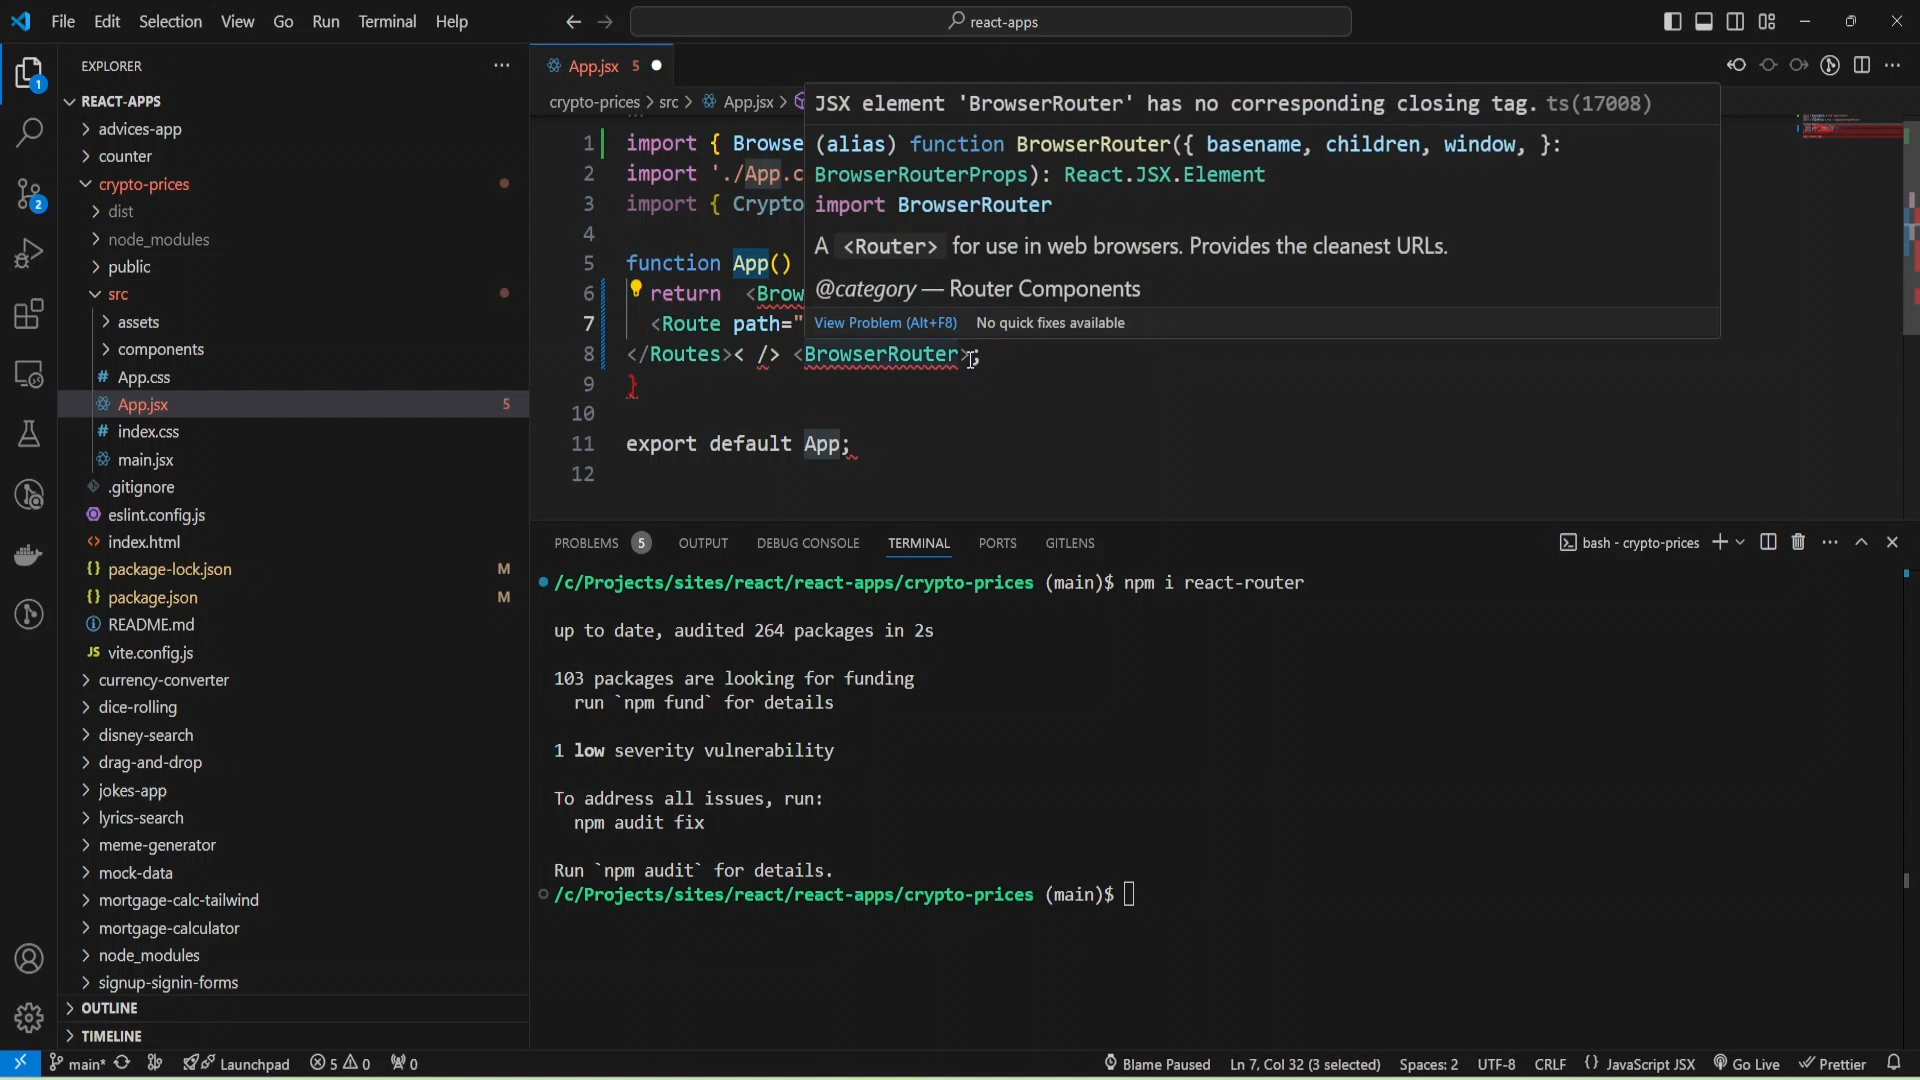 File Edit Selection View Go Run Terminal Help
react-apps
EXPLORER
REACT-APPS
advices-app
counter
crypto-prices
dist
node_modules
public
src
assets
components
# App.css
App.jsx 5
# index.css
main.jsx
.gitignore
eslint.config.js
<> index.html
{} package-lock.json M
{} package.json M
README.md
JS vite.config.js
currency-converter
dice-rolling
disney-search
drag-and-drop
jokes-app
lyrics-search
meme-generator
mock-data
mortgage-calc-tailwind
mortgage-calculator
node_modules
signup-signin-forms
OUTLINE
TIMELINE
1
2
App.jsx 5
crypto-prices > src > App.jsx >
JSX element 'BrowserRouter' has no corresponding closing tag. ts(17008)
(alias) function BrowserRouter({ basename, children, window, }:
BrowserRouterProps): React.JSX.Element
import BrowserRouter
A <Router> for use in web browsers. Provides the cleanest URLs.
@category — Router Components
View Problem (Alt+F8) No quick fixes available
1 import { Browse
2 import './App.c
3 import { Crypto
4
5 function App()
6 return <Brow
7 <Route path="
8 </Routes>< /> <BrowserRouter>;
9 }
10
11 export default App;
12
PROBLEMS 5 OUTPUT DEBUG CONSOLE TERMINAL PORTS GITLENS
bash - crypto-prices
/c/Projects/sites/react/react-apps/crypto-prices (main)$ npm i react-router
up to date, audited 264 packages in 2s
103 packages are looking for funding
run `npm fund` for details
1 low severity vulnerability
To address all issues, run:
npm audit fix
Run `npm audit` for details.
/c/Projects/sites/react/react-apps/crypto-prices (main)$
main* Launchpad 5 0 0
Blame Paused Ln 7, Col 32 (3 selected) Spaces: 2 UTF-8 CRLF {} JavaScript JSX Go Live Prettier